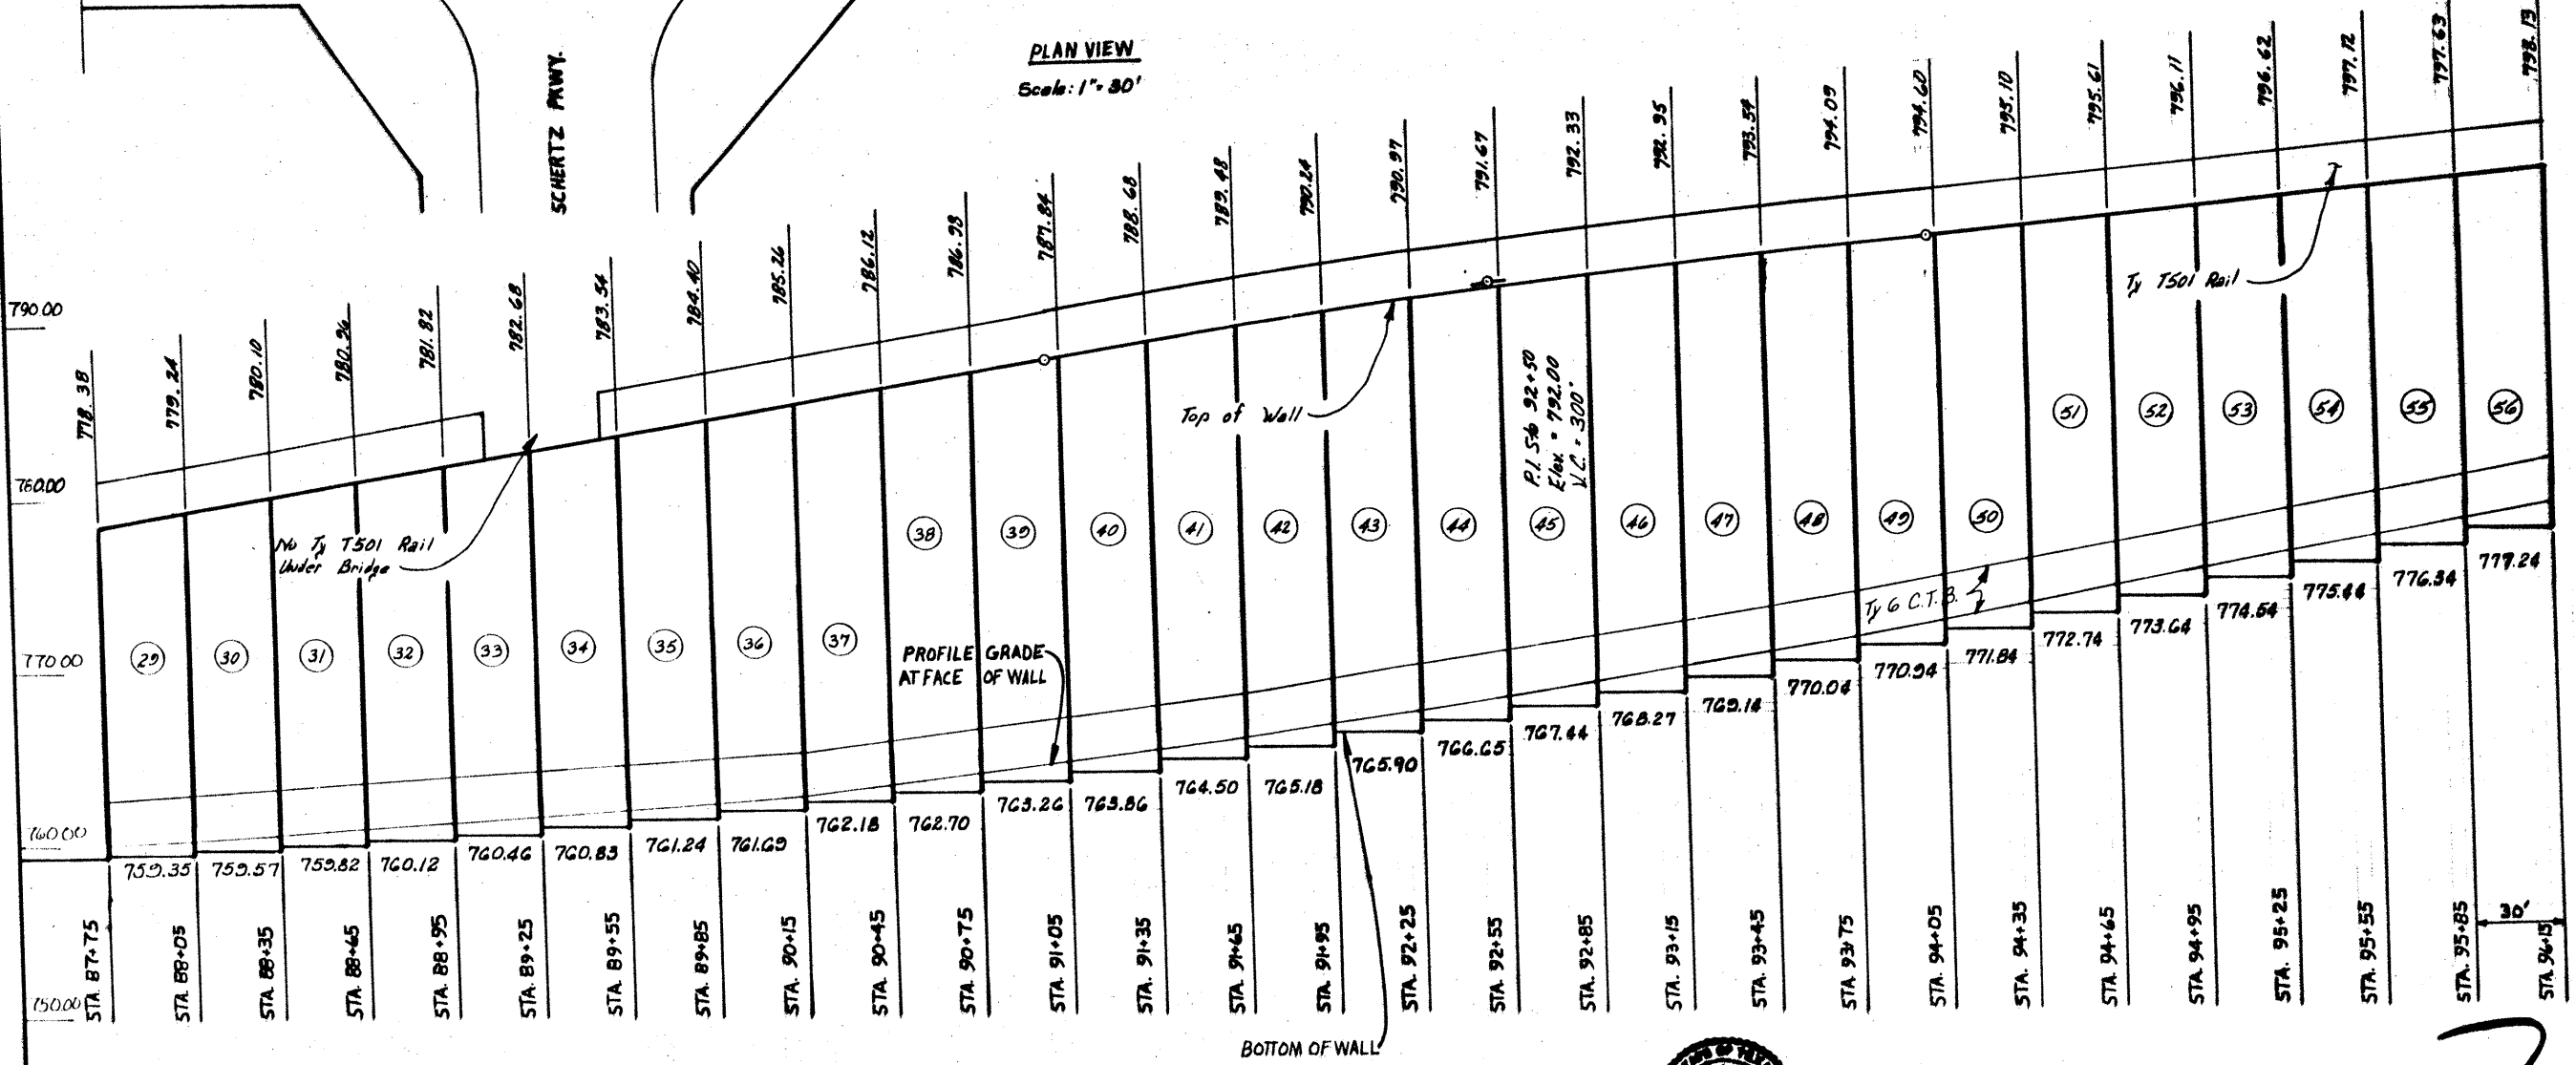 PLAN VIEW
Scale: 1"= 30'
SCHERTZ PKWY.
778.38
779.24
780.10
780.96
781.82
782.68
783.54
784.40
785.26
786.12
786.98
787.84
788.68
789.48
790.24
790.97
791.67
792.33
792.95
793.54
794.09
794.60
795.10
795.61
796.11
796.62
797.12
797.63
798.13
790.00
760.00
770.00
760.00
750.00
No Ty T501 Rail
Under Bridge
Top of Wall
P.I. Sta 92+50
Elev. = 792.00
V.C. = 300'
Ty T501 Rail
PROFILE GRADE
AT FACE OF WALL
Ty 6 C.T.B.
29
30
31
32
33
34
35
36
37
38
39
40
41
42
43
44
45
46
47
48
49
50
51
52
53
54
55
56
759.35
759.57
759.82
760.12
760.46
760.83
761.24
761.69
762.18
762.70
763.26
763.86
764.50
765.18
765.90
766.65
767.44
768.27
769.14
770.04
770.94
771.84
772.74
773.64
774.54
775.44
776.34
777.24
STA. 87+75
STA. 88+05
STA. 88+35
STA. 88+65
STA. 88+95
STA. 89+25
STA. 89+55
STA. 89+85
STA. 90+15
STA. 90+45
STA. 90+75
STA. 91+05
STA. 91+35
STA. 91+65
STA. 91+95
STA. 92+25
STA. 92+55
STA. 92+85
STA. 93+15
STA. 93+45
STA. 93+75
STA. 94+05
STA. 94+35
STA. 94+65
STA. 94+95
STA. 95+25
STA. 95+55
STA. 95+85
STA. 96+15
30'
BOTTOM OF WALL